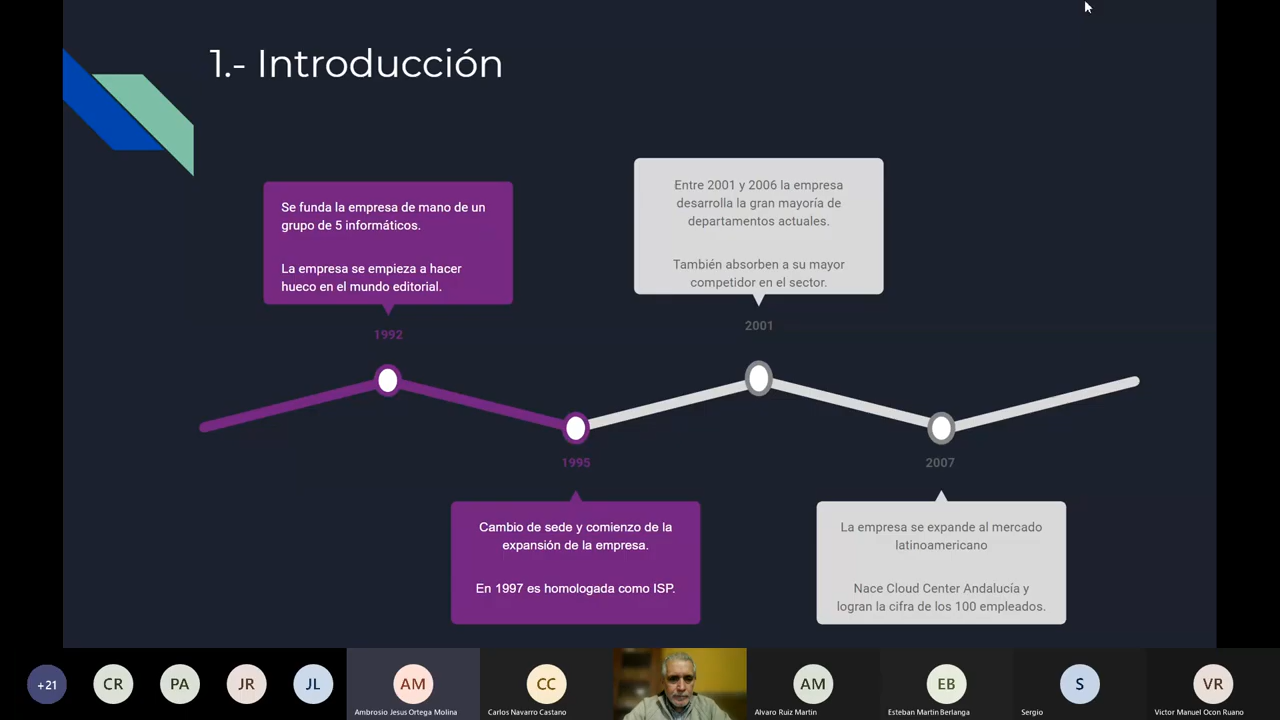 1.- Introducción
Se funda la empresa de mano de un
grupo de 5 informáticos.
La empresa se empieza a hacer
hueco en el mundo editorial.
1992
Entre 2001 y 2006 la empresa
desarrolla la gran mayoría de
departamentos actuales.
También absorben a su mayor
competidor en el sector.
2001
1995
Cambio de sede y comienzo de la
expansión de la empresa.
En 1997 es homologada como ISP.
2007
La empresa se expande al mercado
latinoamericano
Nace Cloud Center Andalucía y
logran la cifra de los 100 empleados.
+21
CR
PA
JR
JL
AM
Ambrosio Jesus Ortega Molina
CC
Carlos Navarro Castano
AM
Alvaro Ruiz Martin
EB
Esteban Martin Berlanga
S
Sergio
VR
Victor Manuel Ocon Ruano